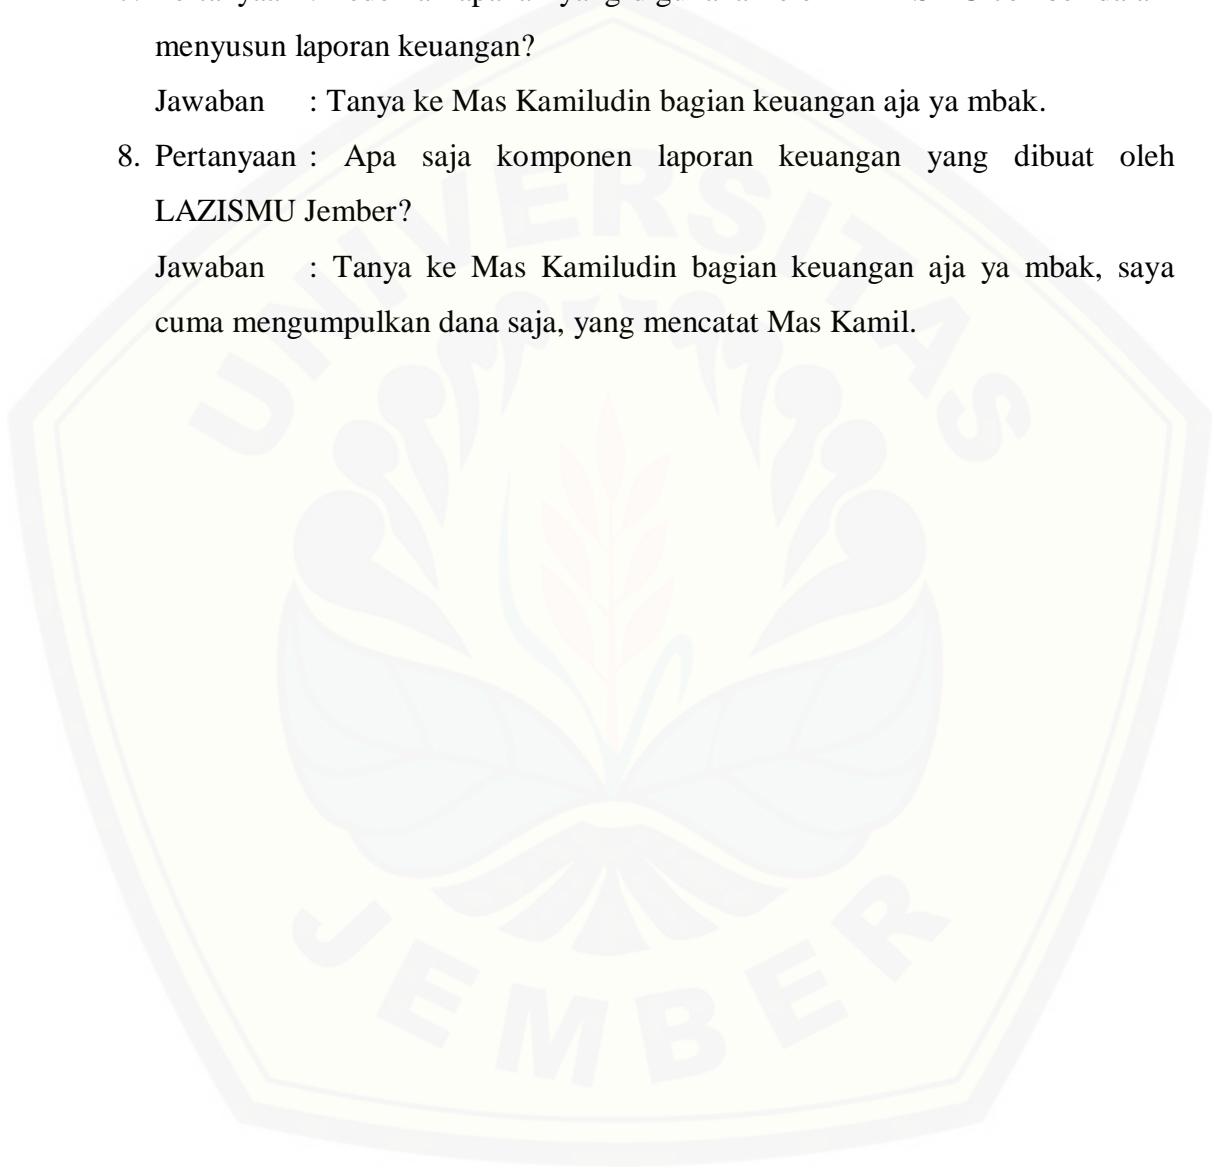 menyusun laporan keuangan?
Jawaban : Tanya ke Mas Kamiludin bagian keuangan aja ya mbak.
8. Pertanyaan : Apa saja komponen laporan keuangan yang dibuat oleh
LAZISMU Jember?
Jawaban : Tanya ke Mas Kamiludin bagian keuangan aja ya mbak, saya
cuma mengumpulkan dana saja, yang mencatat Mas Kamil.
UNIVERSITAS
JEMBER